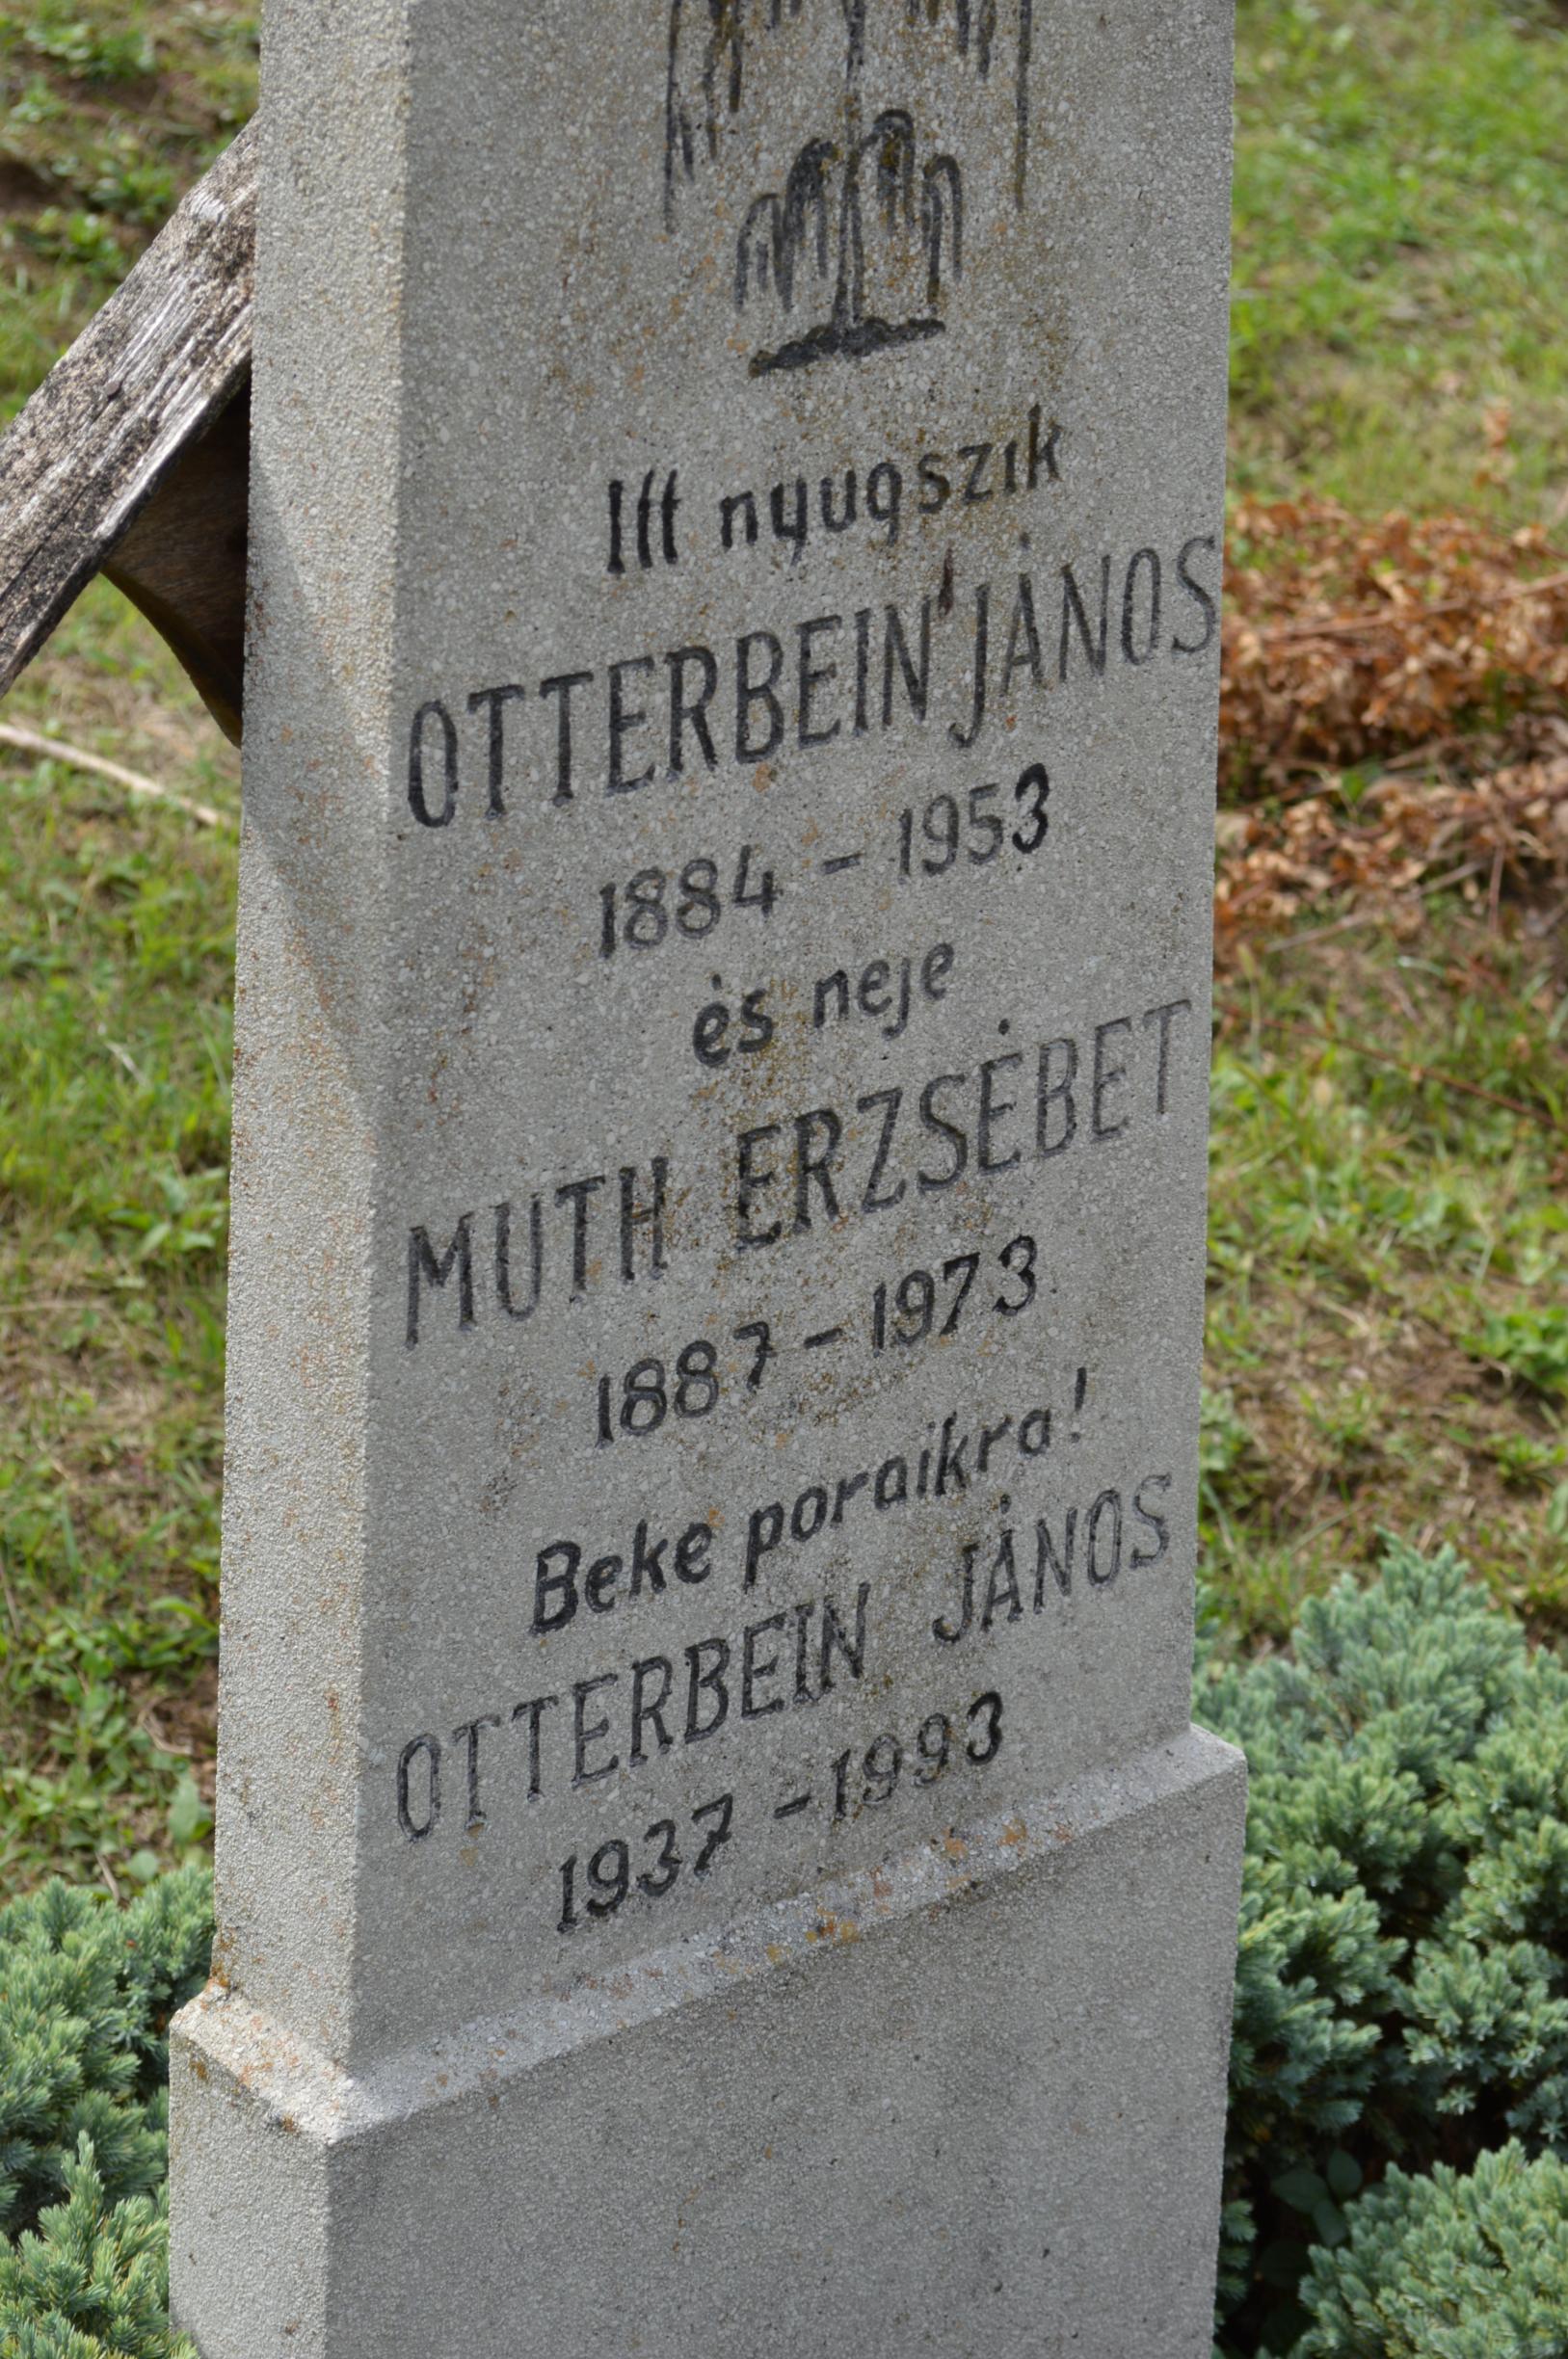 Itt nyugszik
OTTERBEIN JÁNOS
1884 - 1953
és neje
MUTH ERZSÉBET
1887 - 1973
Beke poraikra!
OTTERBEIN JÁNOS
1937 - 1993